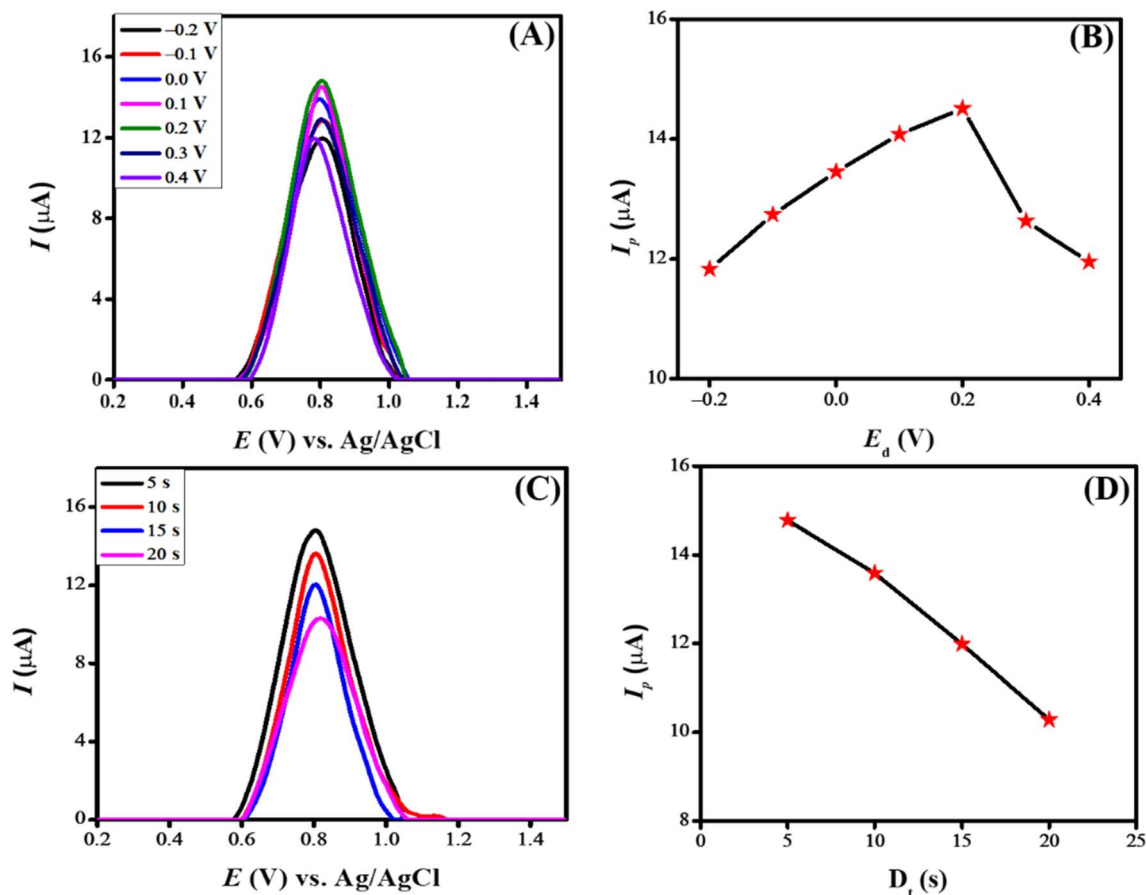 (A)
−0.2 V
−0.1 V
0.0 V
0.1 V
0.2 V
0.3 V
0.4 V
16
12
8
4
0
I (µA)
0.2 0.4 0.6 0.8 1.0 1.2 1.4
E (V) vs. Ag/AgCl
(B)
16
14
12
10
Ip (µA)
−0.2 0.0 0.2 0.4
Ed (V)
(C)
5 s
10 s
15 s
20 s
16
12
8
4
0
I (µA)
0.2 0.4 0.6 0.8 1.0 1.2 1.4
E (V) vs. Ag/AgCl
(D)
16
14
12
10
8
Ip (µA)
0 5 10 15 20 25
Dt (s)